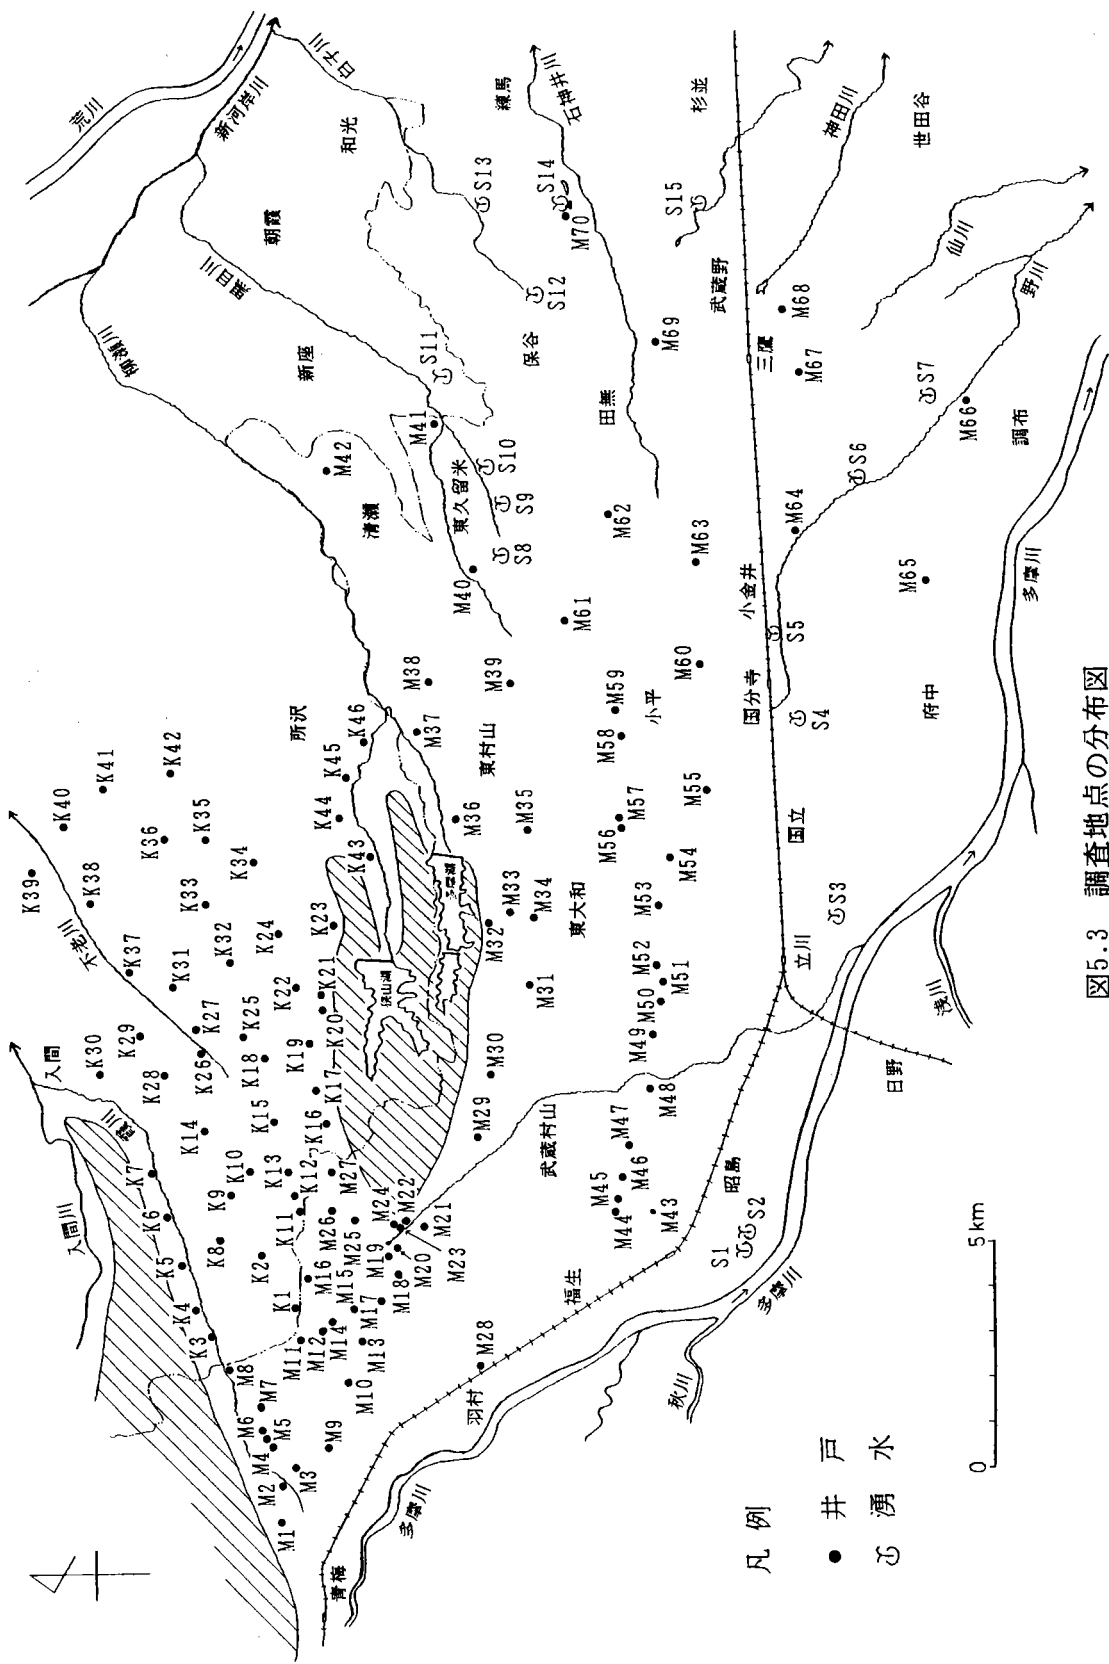 荒川
新河岸川
白子川
和光
練馬
石神井川
杉並
神田川
世田谷
朝霞
黒目川
柳瀬川
新座
保谷
田無
武蔵野
三鷹
仙川
野川
調布
清瀬
東久留米
小金井
国分寺
府中
多摩川
所沢
東村山
小平
国立
立川
東大和
狭山湖
多摩湖
不老川
入間
霞川
入間川
武蔵村山
昭島
日野
浅川
福生
羽村
秋川
多摩川
多摩川
青梅
K1
K2
K3
K4
K5
K6
K7
K8
K9
K10
K11
K12
K13
K14
K15
K16
K17
K18
K19
K20
K21
K22
K23
K24
K25
K26
K27
K28
K29
K30
K31
K32
K33
K34
K35
K36
K37
K38
K39
K40
K41
K42
K43
K44
K45
K46
M1
M2
M3
M4
M5
M6
M7
M8
M9
M10
M11
M12
M13
M14
M15
M16
M17
M18
M19
M20
M21
M22
M23
M24
M25
M26
M27
M28
M29
M30
M31
M32
M33
M34
M35
M36
M37
M38
M39
M40
M41
M42
M43
M44
M45
M46
M47
M48
M49
M50
M51
M52
M53
M54
M55
M56
M57
M58
M59
M60
M61
M62
M63
M64
M65
M66
M67
M68
M69
M70
S1
S2
S3
S4
S5
S6
S7
S8
S9
S10
S11
S12
S13
S14
S15
凡例
井戸
湧水
0 5km
図5.3 調査地点の分布図